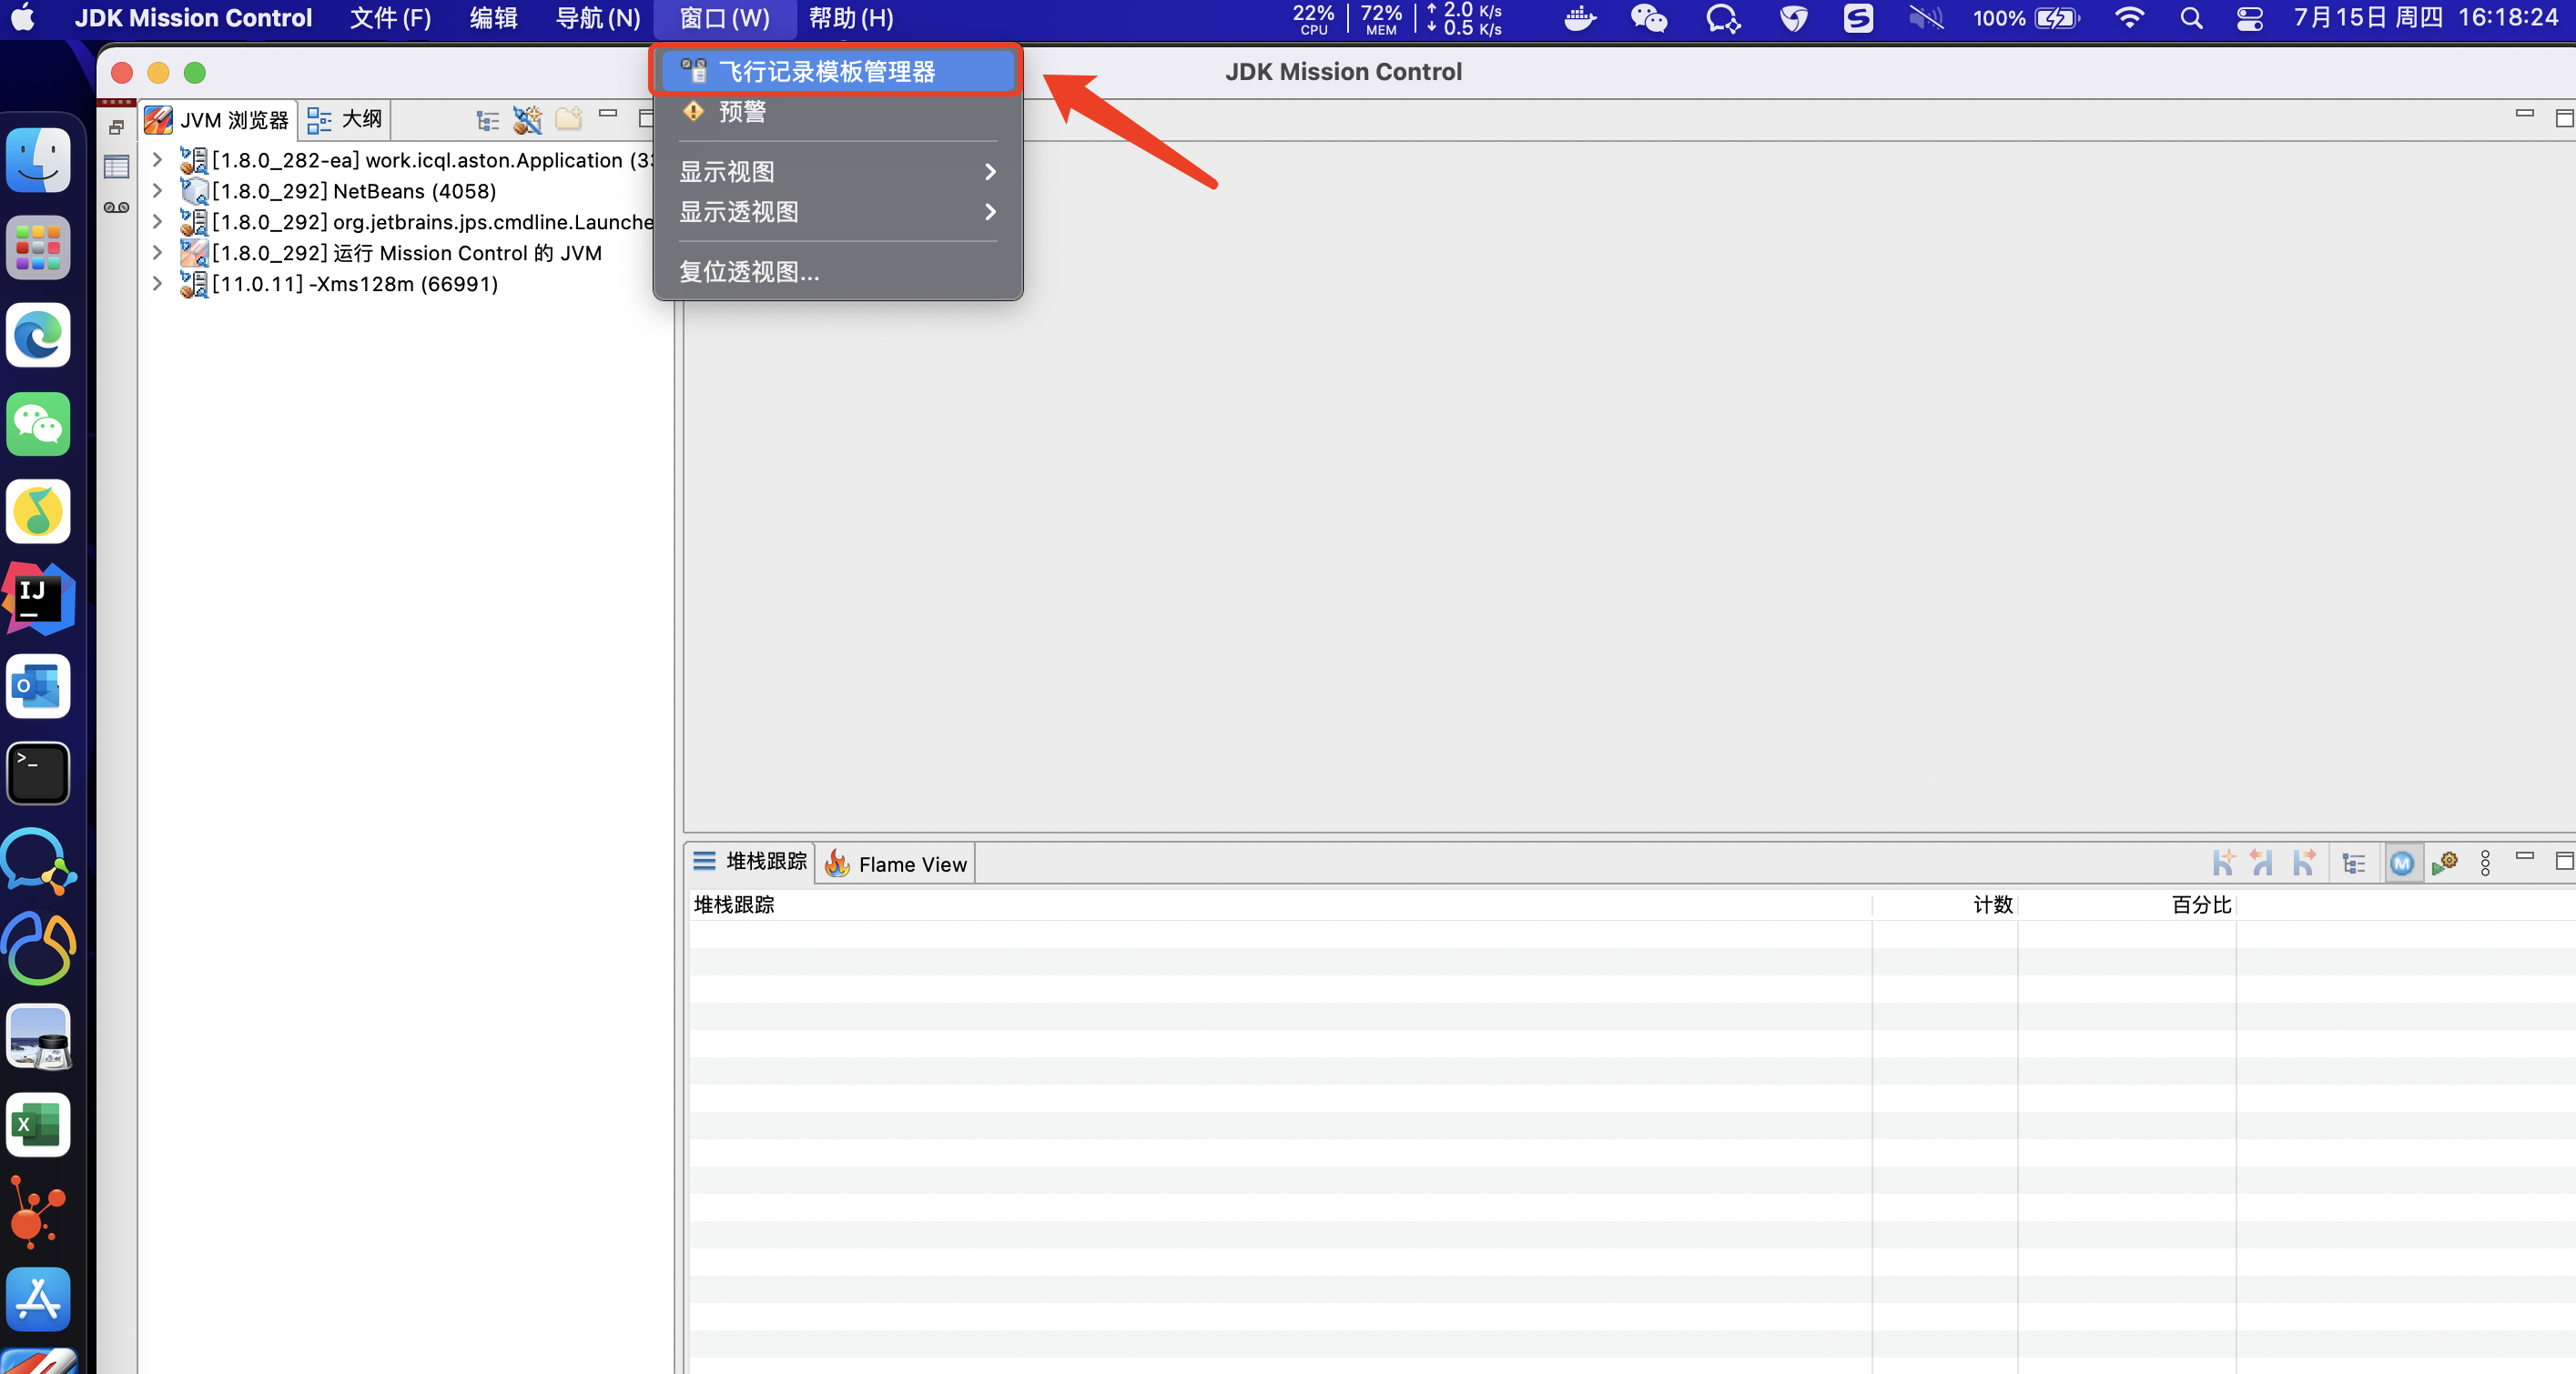 JDK Mission Control 文件(F) 编辑 导航(N) 窗口(W) 帮助(H) 22% CPU 72% MEM ↑ 2.0 K/s ↓ 0.5 K/s 100% 7月15日 周四 16:18:24
JDK Mission Control
飞行记录模板管理器
预警
显示视图
显示透视图
复位透视图...
JVM 浏览器 大纲
[1.8.0_282-ea] work.icql.aston.Application (33
[1.8.0_292] NetBeans (4058)
[1.8.0_292] org.jetbrains.jps.cmdline.Launche
[1.8.0_292] 运行 Mission Control 的 JVM
[11.0.11] -Xms128m (66991)
IJ
O
>_
X
堆栈跟踪 Flame View
M
堆栈跟踪 计数 百分比